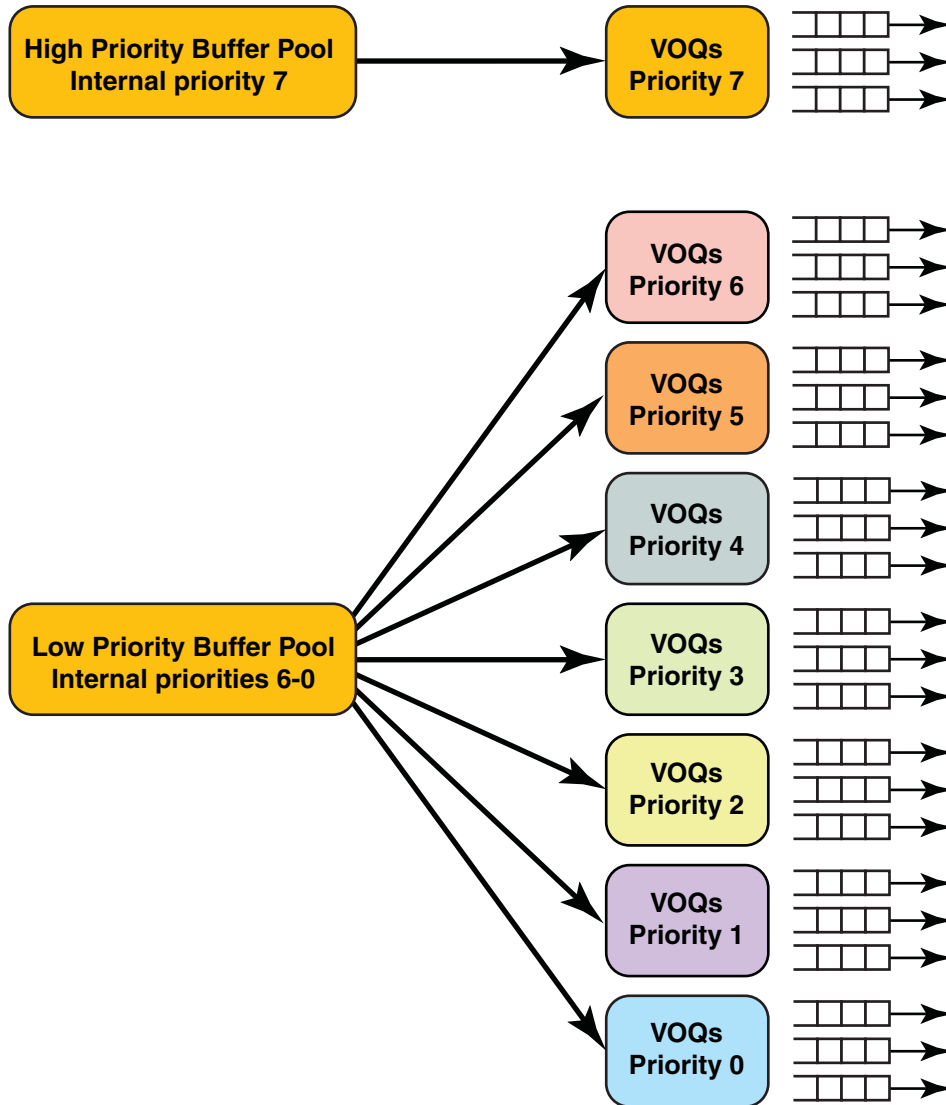 High Priority Buffer Pool
Internal priority 7
VOQs
Priority 7
VOQs
Priority 6
VOQs
Priority 5
VOQs
Priority 4
Low Priority Buffer Pool
Internal priorities 6-0
VOQs
Priority 3
VOQs
Priority 2
VOQs
Priority 1
VOQs
Priority 0